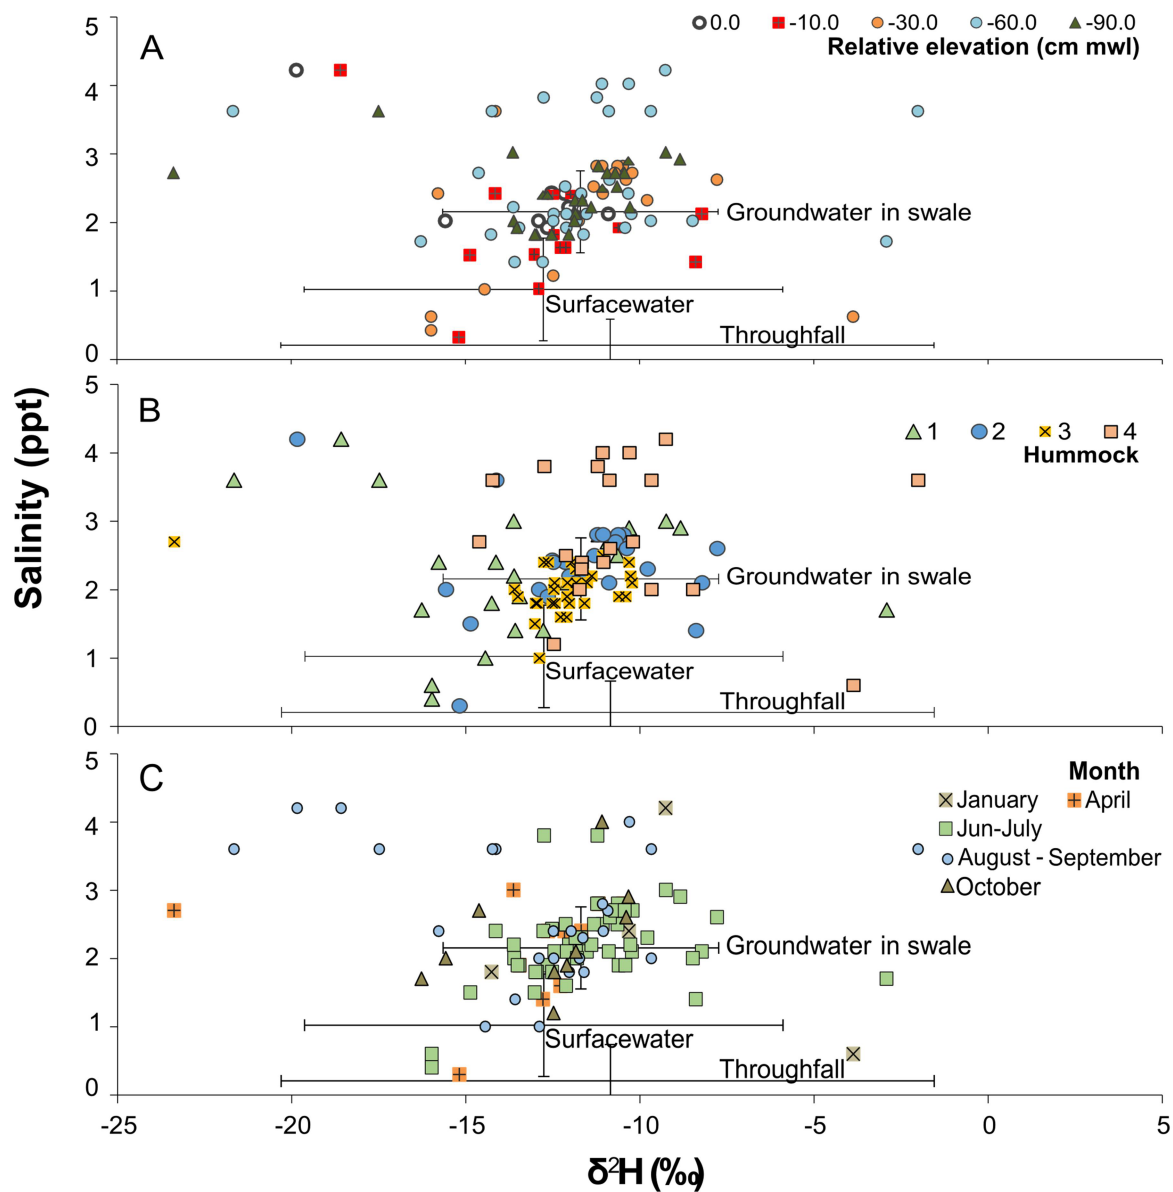 A
0.0 -10.0 -30.0 -60.0 -90.0
Relative elevation (cm mwl)
5
4
3
2
1
0
Groundwater in swale
Surfacewater
Throughfall
Salinity (ppt)
B
1 2 3 4
Hummock
5
4
3
2
1
0
Groundwater in swale
Surfacewater
Throughfall
C
Month
January April
Jun-July
August - September
October
5
4
3
2
1
0
Groundwater in swale
Surfacewater
Throughfall
-25 -20 -15 -10 -5 0 5
δ²H (‰)